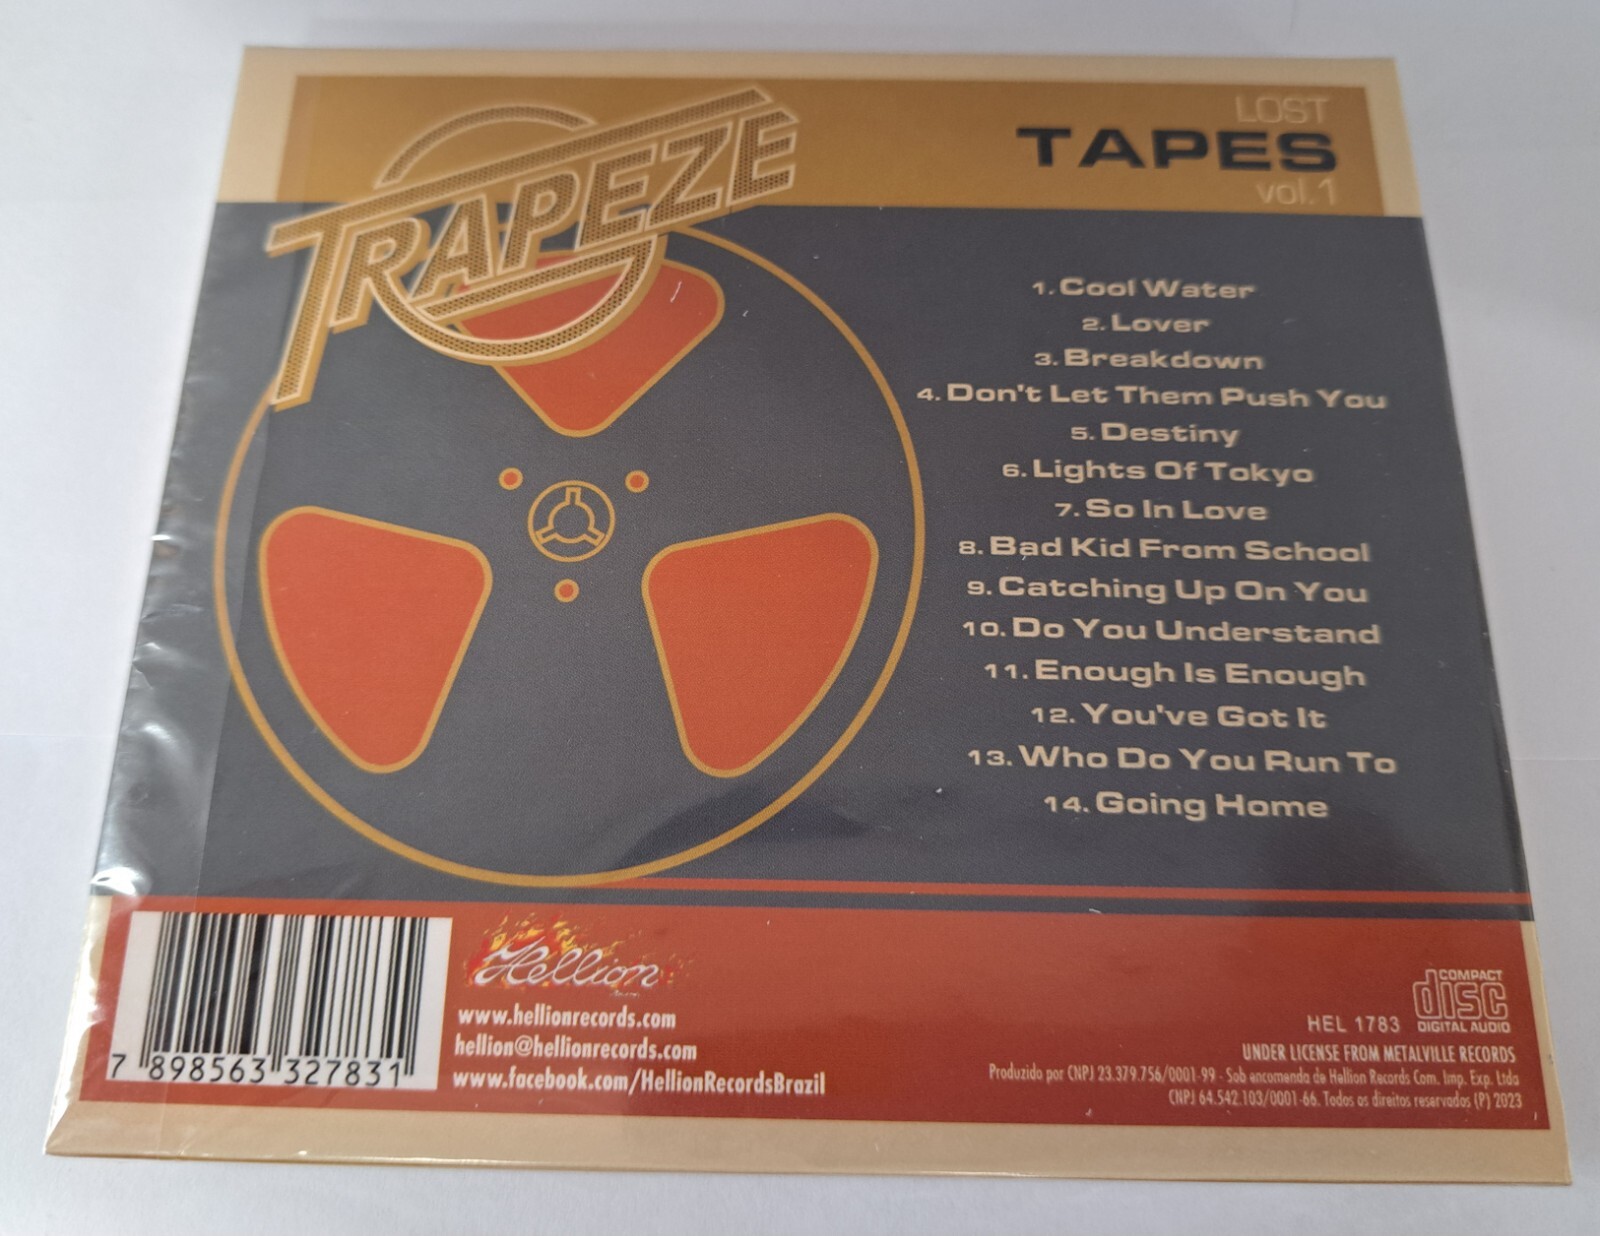 TRAPEZE
LOST
TAPES
vol.1
1. Cool Water
2. Lover
3. Breakdown
4. Don't Let Them Push You
5. Destiny
6. Lights Of Tokyo
7. So In Love
8. Bad Kid From School
9. Catching Up On You
10. Do You Understand
11. Enough Is Enough
12. You've Got It
13. Who Do You Run To
14. Going Home
7 898563 327831
Hellion
www.hellionrecords.com
hellion@hellionrecords.com
www.facebook.com/HellionRecordsBrazil
COMPACT
disc
DIGITAL AUDIO
HEL 1783
UNDER LICENSE FROM METALVILLE RECORDS
Produzido por CNPJ 23.379.756/0001-99 - Sob encomenda de Hellion Records Com. Imp. Exp. Ltda
CNPJ 64.542.103/0001-66. Todos os direitos reservados (P) 2023